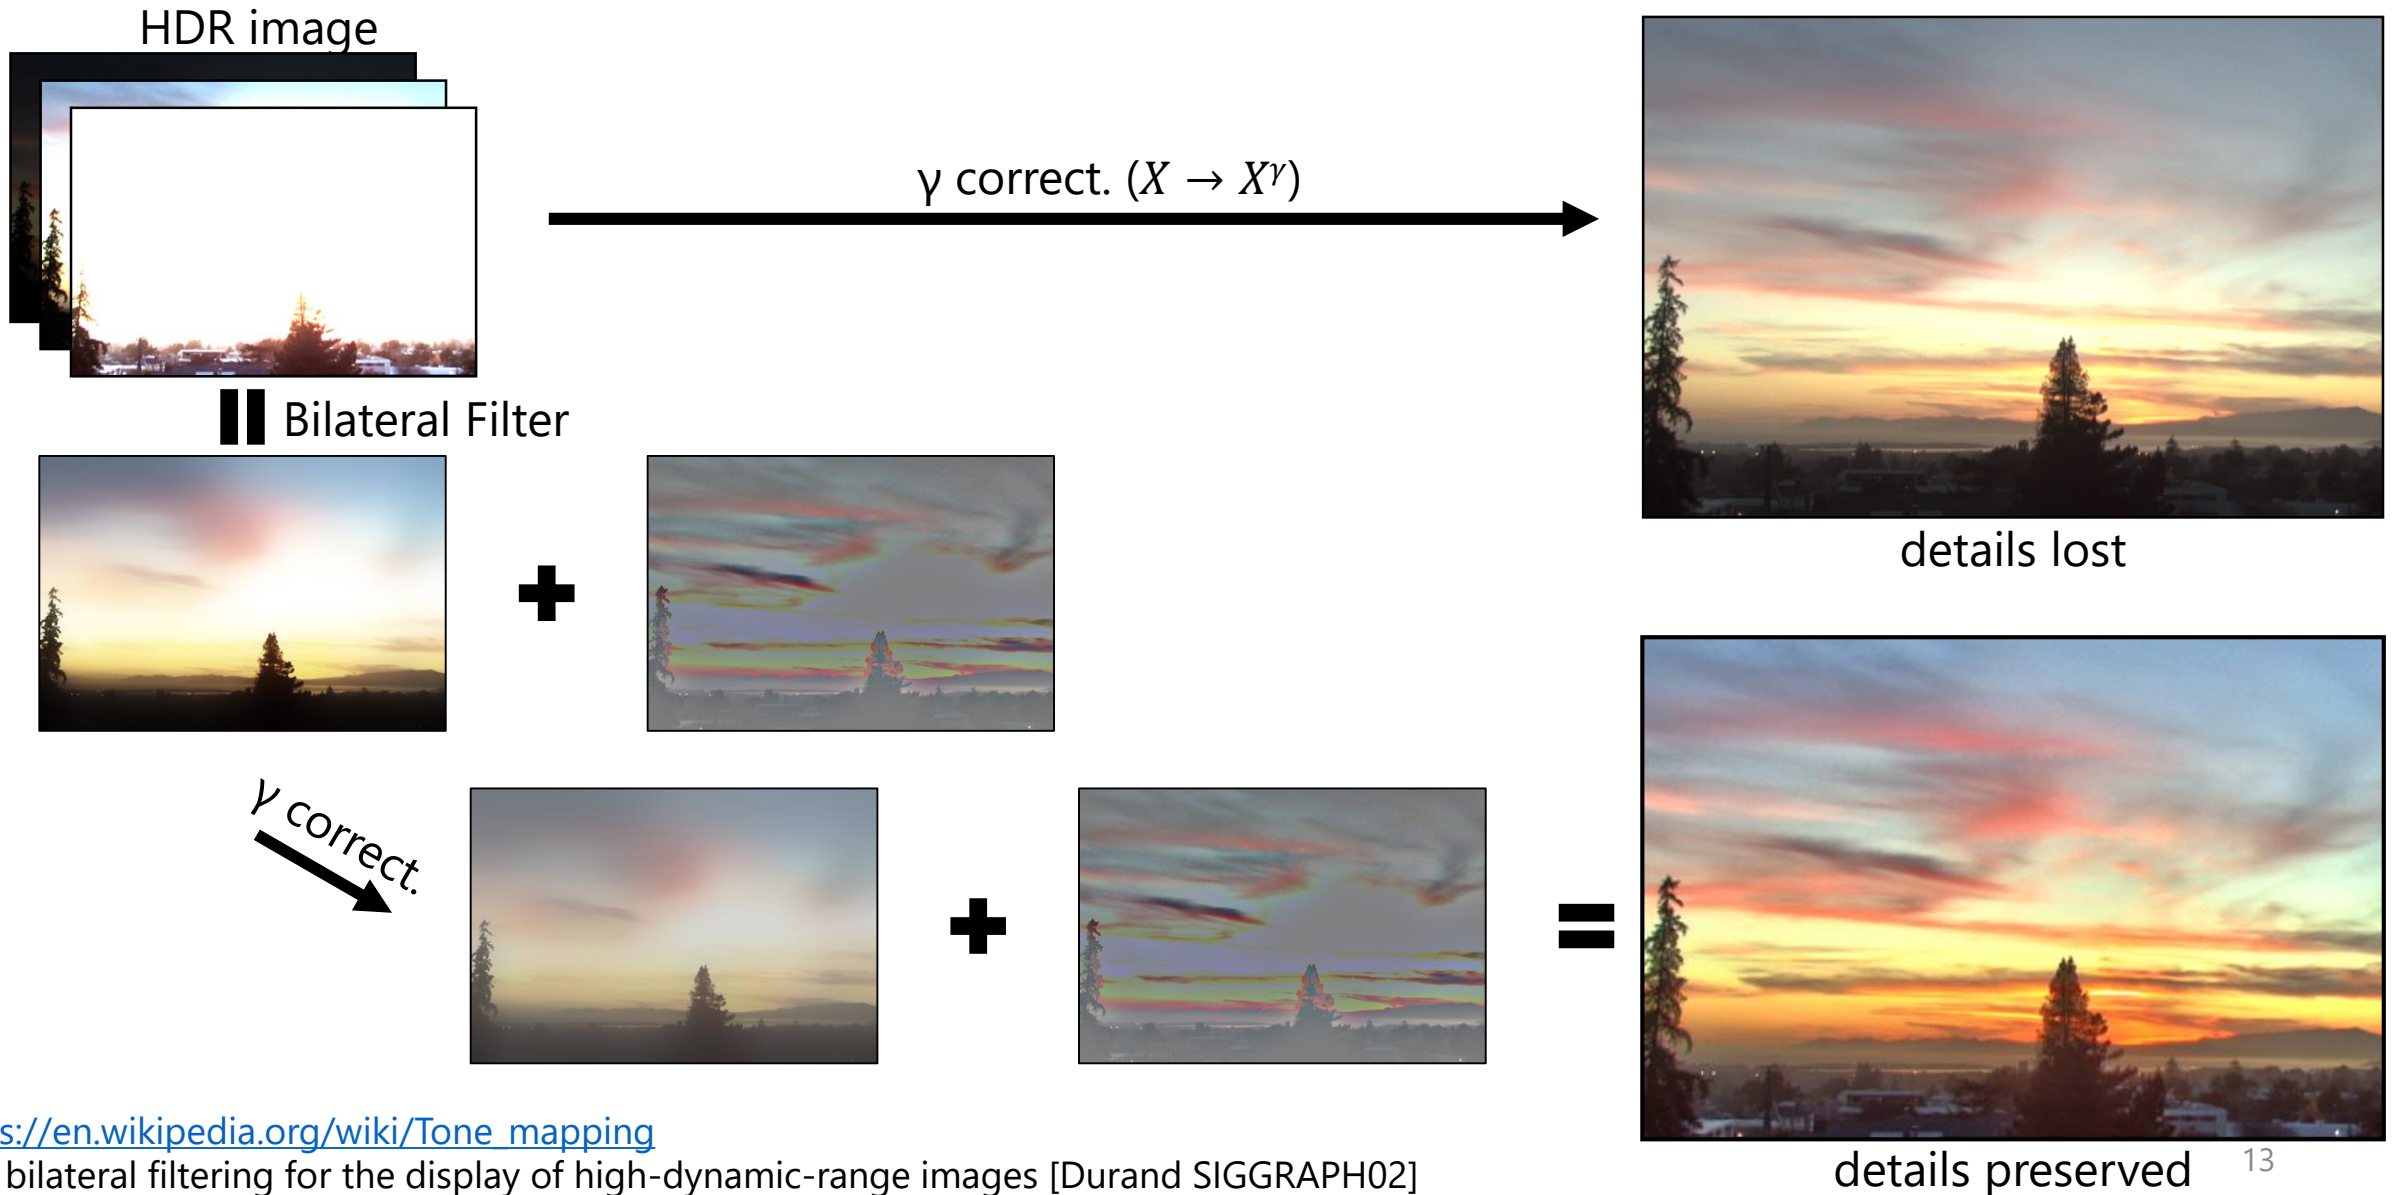 HDR image
γ correct. (X → X^γ)
Bilateral Filter
details lost
γ correct.
s://en.wikipedia.org/wiki/Tone_mapping
bilateral filtering for the display of high-dynamic-range images [Durand SIGGRAPH02]
details preserved
13